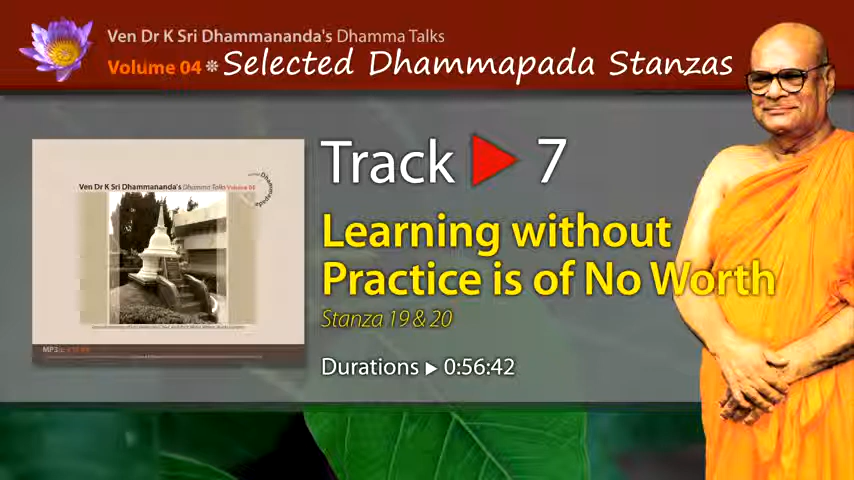 Ven Dr K Sri Dhammananda's Dhamma Talks
Volume 04 ❋ Selected Dhammapada Stanzas
Track ▶ 7
Ven Dr K Sri Dhammananda's Dhamma Talks Volume 04
Learning without
Practice is of No Worth
Stanza 19 & 20
Durations ▶ 0:56:42